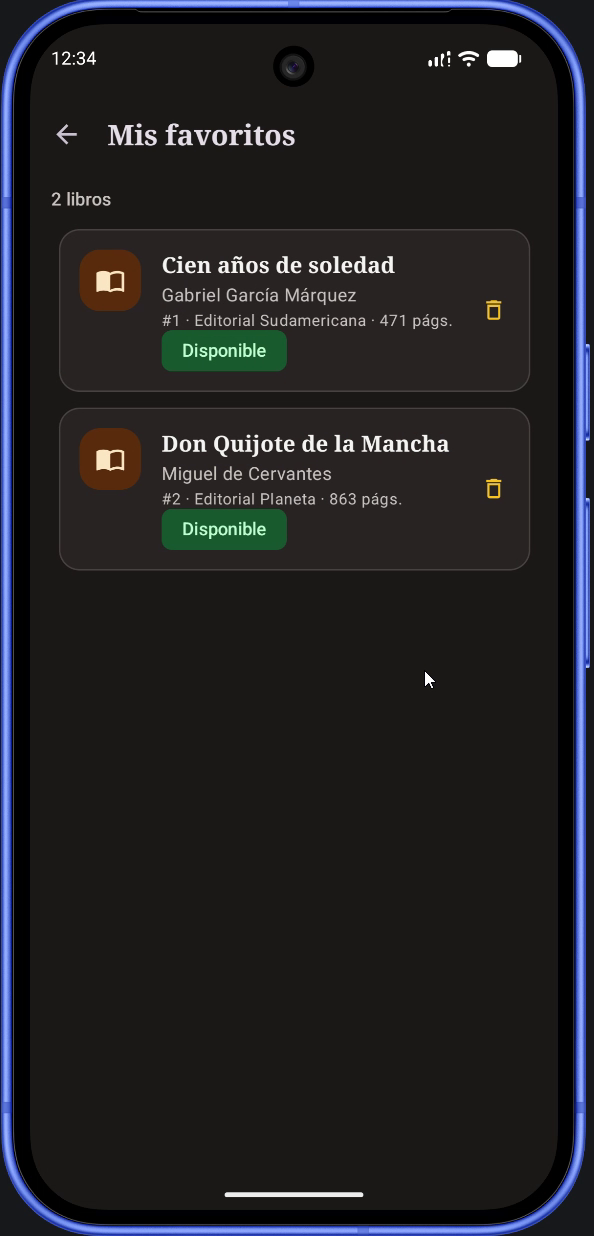 12:34
Mis favoritos
2 libros
Cien años de soledad
Gabriel García Márquez
#1 · Editorial Sudamericana · 471 págs.
Disponible
Don Quijote de la Mancha
Miguel de Cervantes
#2 · Editorial Planeta · 863 págs.
Disponible